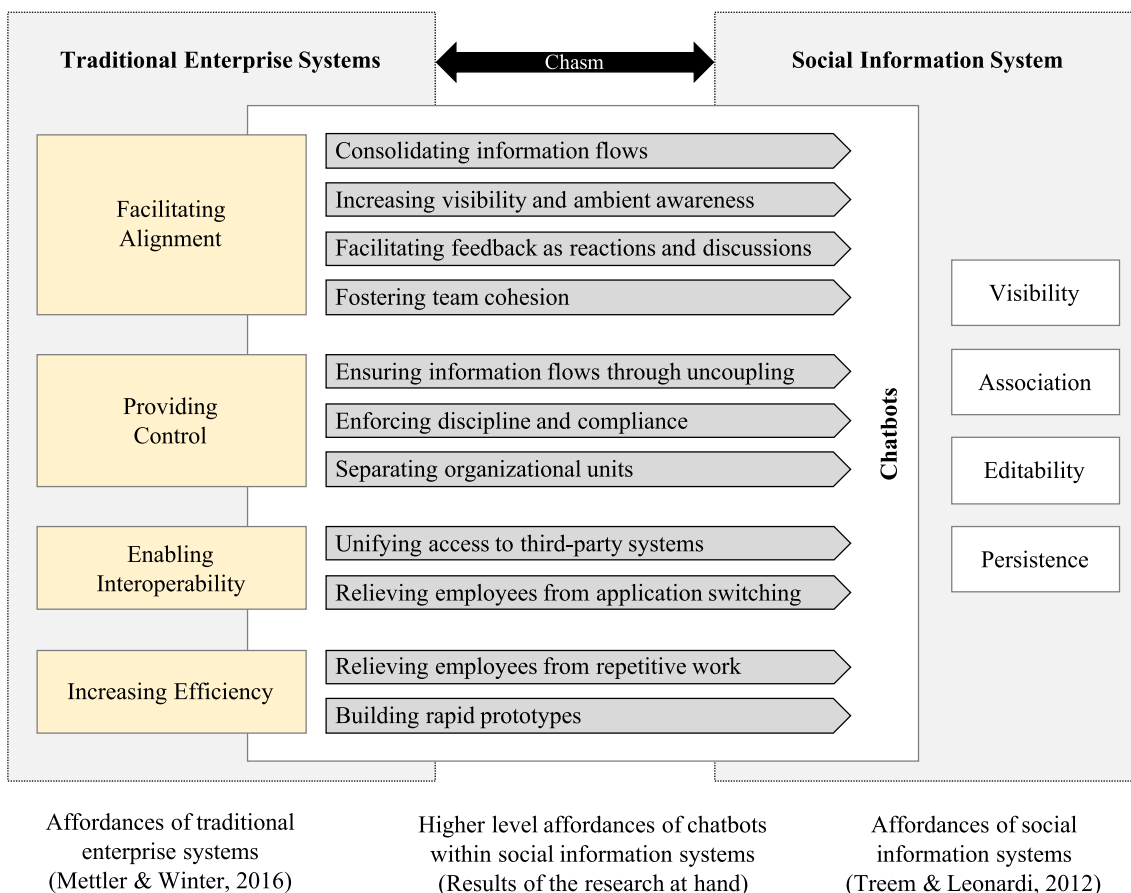 Traditional Enterprise Systems
Chasm
Social Information System
Facilitating
Alignment
Consolidating information flows
Increasing visibility and ambient awareness
Facilitating feedback as reactions and discussions
Fostering team cohesion
Providing
Control
Ensuring information flows through uncoupling
Enforcing discipline and compliance
Separating organizational units
Enabling
Interoperability
Unifying access to third-party systems
Relieving employees from application switching
Increasing Efficiency
Relieving employees from repetitive work
Building rapid prototypes
Chatbots
Visibility
Association
Editability
Persistence
Affordances of traditional
enterprise systems
(Mettler & Winter, 2016)
Higher level affordances of chatbots
within social information systems
(Results of the research at hand)
Affordances of social
information systems
(Treem & Leonardi, 2012)